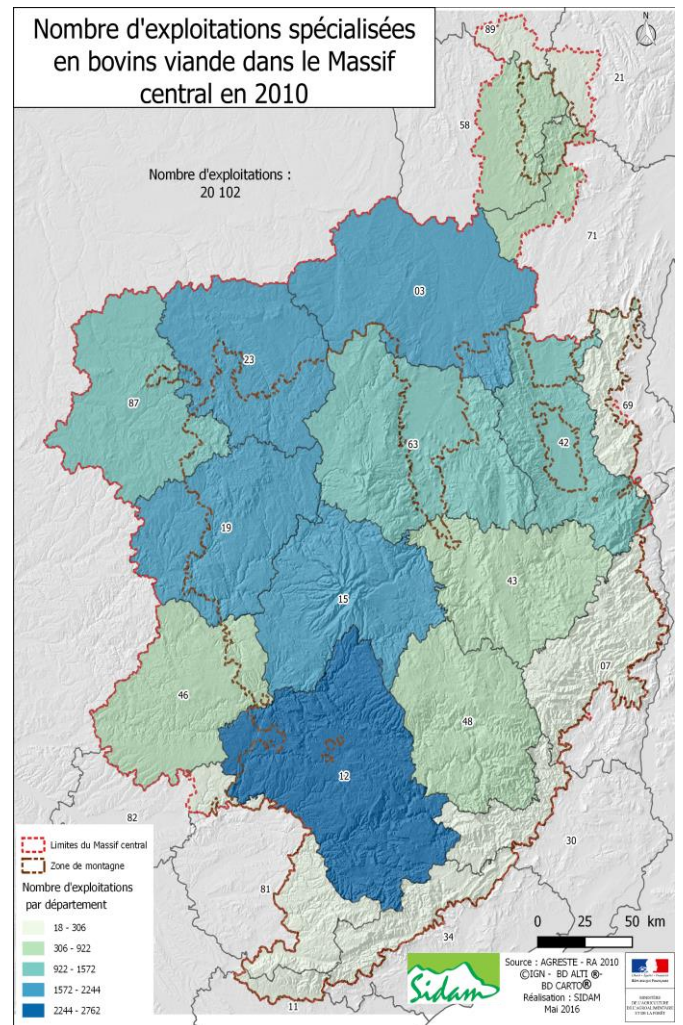 Nombre d'exploitations spécialisées
en bovins viande dans le Massif
central en 2010
N
89
21
58
Nombre d'exploitations :
20 102
71
03
23
87
69
42
63
19
43
15
07
46
48
12
82
30
81
34
11
Limites du Massif central
Zone de montagne
Nombre d'exploitations
par département
18 - 306
306 - 922
922 - 1572
1572 - 2244
2244 - 2762
0 25 50 km
Sidam
Source : AGRESTE - RA 2010
©IGN - BD ALTI ®-
BD CARTO®
Réalisation : SIDAM
Mai 2016